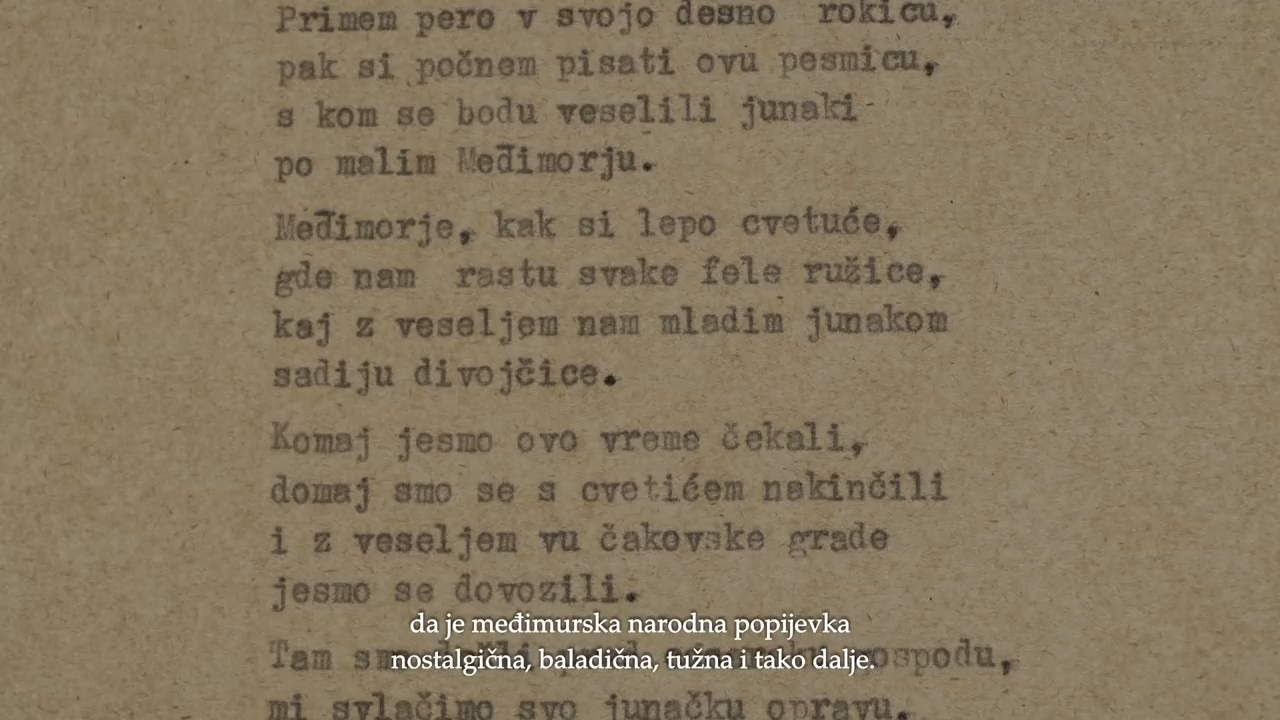 Primem pero v svojo desno rokicu,
pak si počnem pisati ovu pesmicu,
s kom se bodu veselili junaki
po malim Međimorju.
Međimorje, kak si lepo cvetuće,
gde nam rastu svake fele ružice,
kaj z veseljem nam mladim junakom
sadiju divojčice.
Komaj jesmo ovo vreme čekali,
domaj smo se s cvetićem nakinčili
i z veseljem vu čakovske grade
jesmo se dovozili.
da je međimurska narodna popijevka
nostalgična, baladična, tužna i tako dalje.
Tam
mi svlačimo svo junačku opravu,